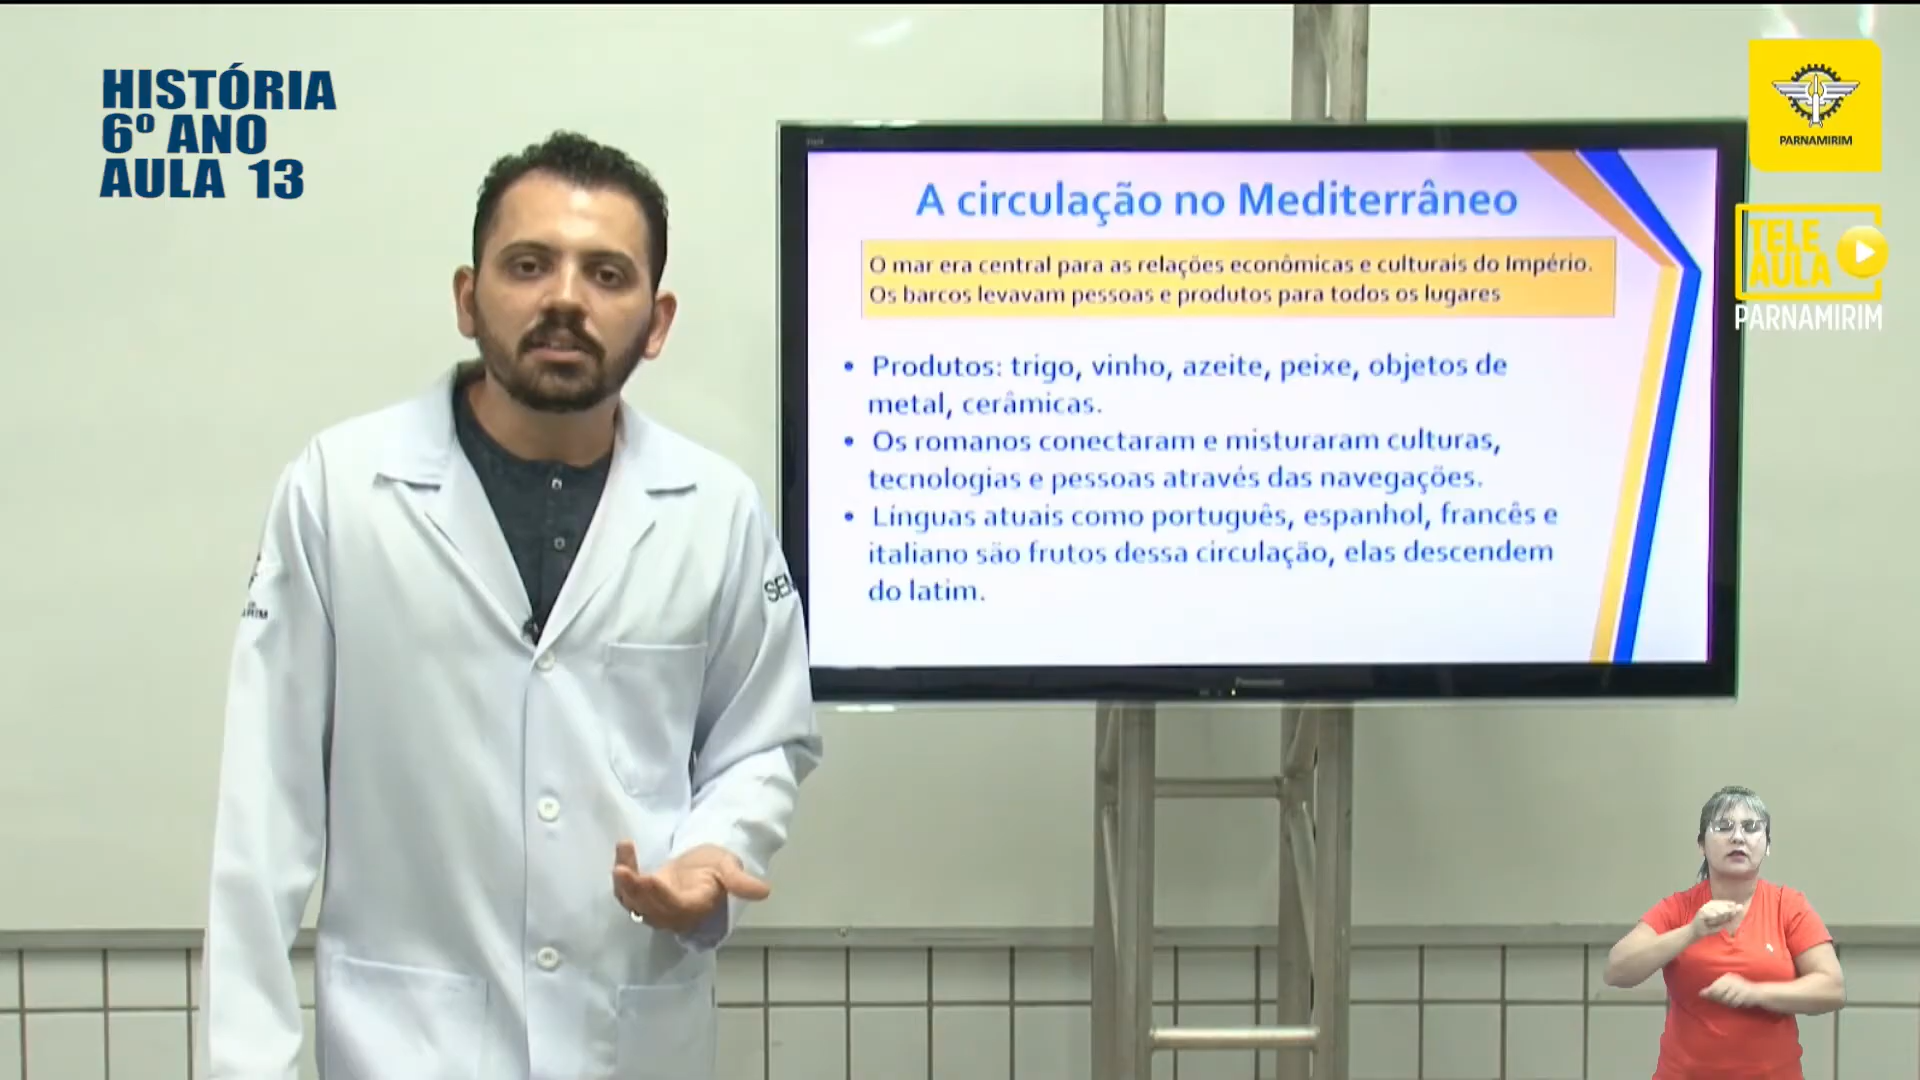 HISTÓRIA
6º ANO
AULA 13
PARNAMIRIM
TELE
AULA
PARNAMIRIM
A circulação no Mediterrâneo
O mar era central para as relações econômicas e culturais do Império.
Os barcos levavam pessoas e produtos para todos os lugares
• Produtos: trigo, vinho, azeite, peixe, objetos de
metal, cerâmicas.
• Os romanos conectaram e misturaram culturas,
tecnologias e pessoas através das navegações.
• Línguas atuais como português, espanhol, francês e
italiano são frutos dessa circulação, elas descendem
do latim.
Panasonic